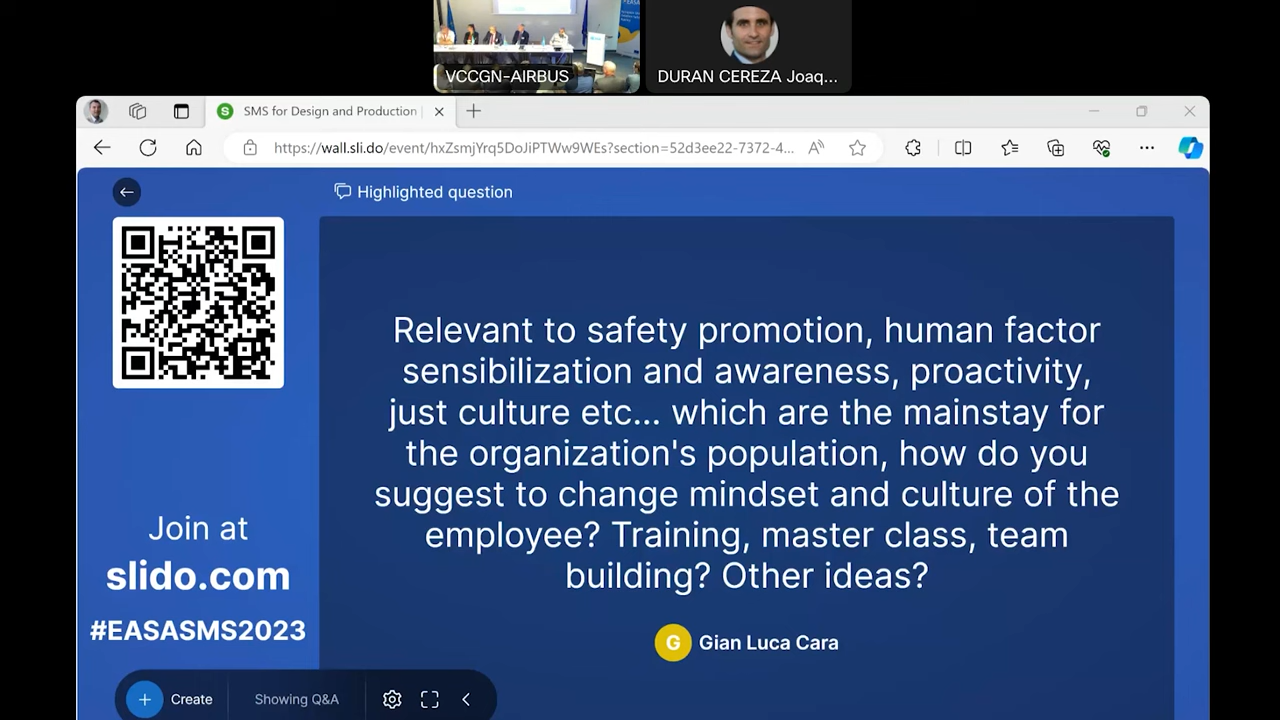 VCCGN-AIRBUS
DURAN CEREZA Joaq...
SMS for Design and Production
https://wall.sli.do/event/hxZsmjYrq5DoJiPTWw9WEs?section=52d3ee22-7372-4...
Highlighted question
Relevant to safety promotion, human factor
sensibilization and awareness, proactivity,
just culture etc... which are the mainstay for
the organization's population, how do you
suggest to change mindset and culture of the
employee? Training, master class, team
building? Other ideas?
G Gian Luca Cara
Join at
slido.com
#EASASMS2023
Create
Showing Q&A